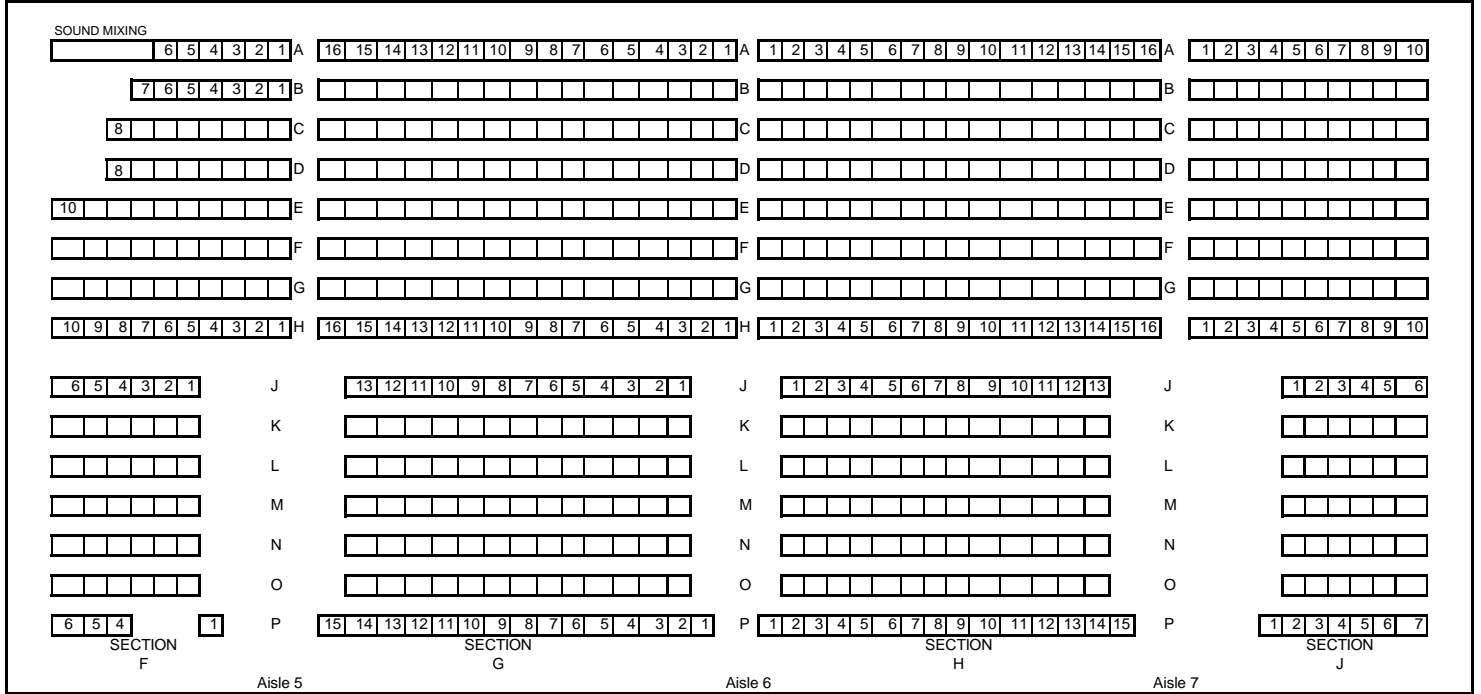 SOUND MIXING
6 5 4 3 2 1 A 16 15 14 13 12 11 10 9 8 7 6 5 4 3 2 1 A 1 2 3 4 5 6 7 8 9 10 11 12 13 14 15 16 A 1 2 3 4 5 6 7 8 9 10
7 6 5 4 3 2 1 B B B
8 C C C
8 D D D
10 E E E
F F F
G G G
10 9 8 7 6 5 4 3 2 1 H 16 15 14 13 12 11 10 9 8 7 6 5 4 3 2 1 H 1 2 3 4 5 6 7 8 9 10 11 12 13 14 15 16 1 2 3 4 5 6 7 8 9 10
6 5 4 3 2 1 J 13 12 11 10 9 8 7 6 5 4 3 2 1 J 1 2 3 4 5 6 7 8 9 10 11 12 13 J 1 2 3 4 5 6
K K K
L L L
M M M
N N N
O O O
6 5 4 1 P 15 14 13 12 11 10 9 8 7 6 5 4 3 2 1 P 1 2 3 4 5 6 7 8 9 10 11 12 13 14 15 P 1 2 3 4 5 6 7
SECTION SECTION SECTION SECTION
F G H J
Aisle 5 Aisle 6 Aisle 7